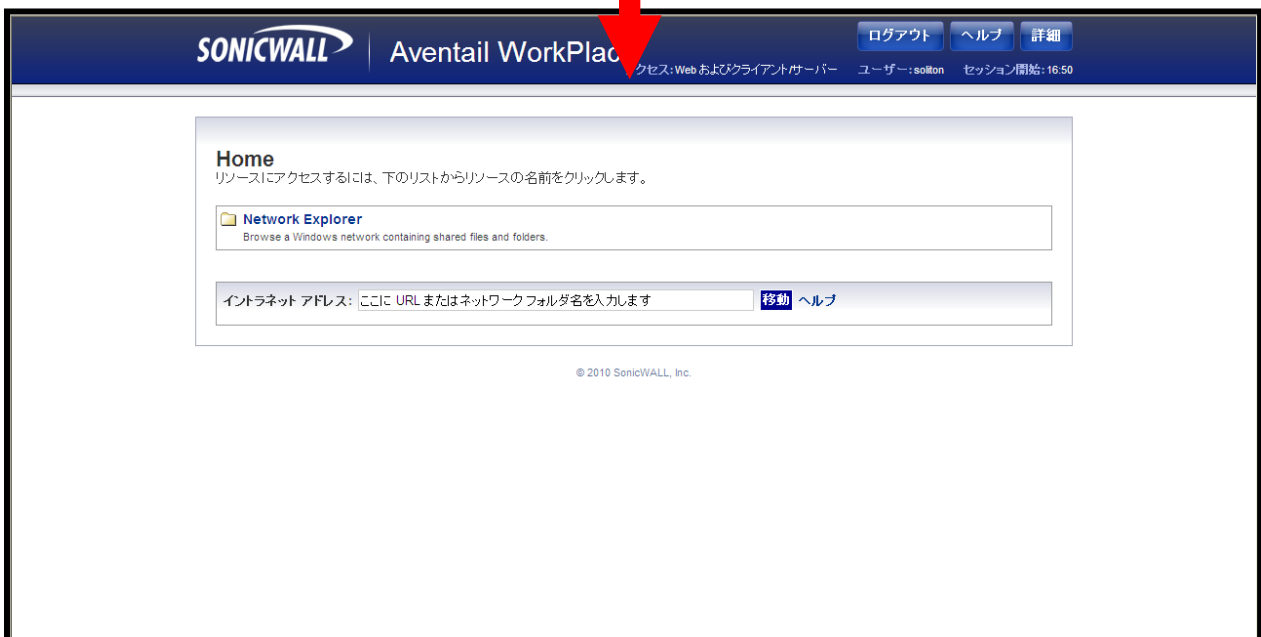 SONICWALL
Aventail WorkPlac
ログアウト ヘルプ 詳細
クセス: Web およびクライアント/サーバー ユーザー: soliton セッション開始: 16:50
Home
リソースにアクセスするには、下のリストからリソースの名前をクリックします。
Network Explorer
Browse a Windows network containing shared files and folders.
イントラネット アドレス: ここに URL またはネットワーク フォルダ名を入力します 移動 ヘルプ
© 2010 SonicWALL, Inc.